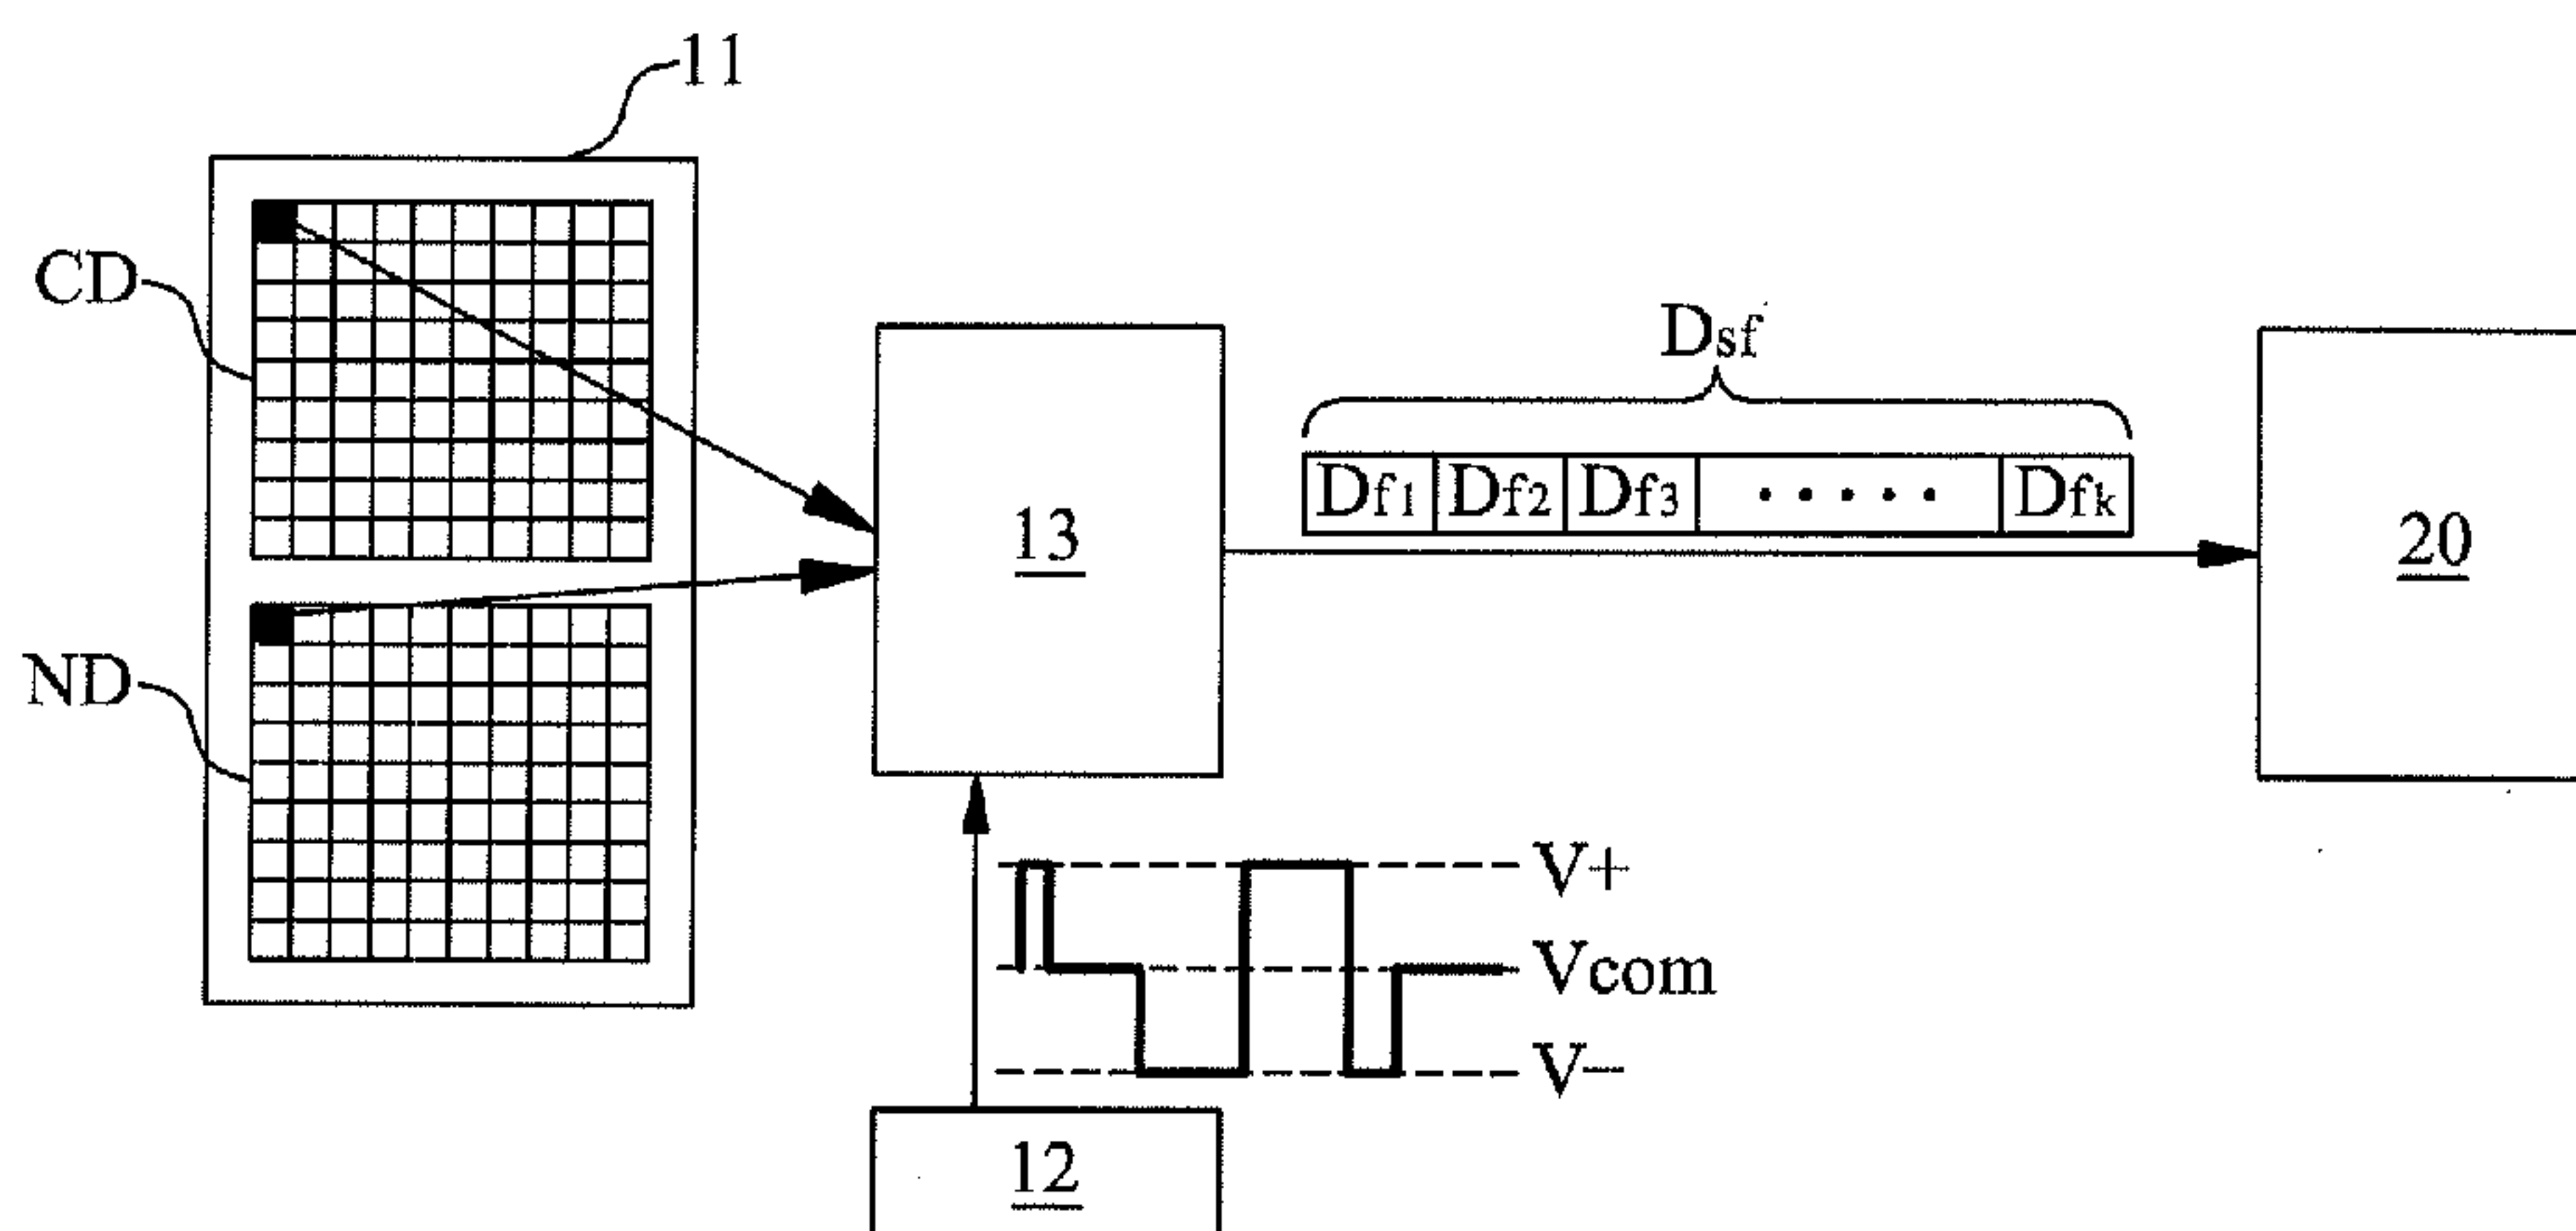 11
CD
ND
13
Dsf
Df1 Df2 Df3 ····· Dfk
20
V+
Vcom
V−
12